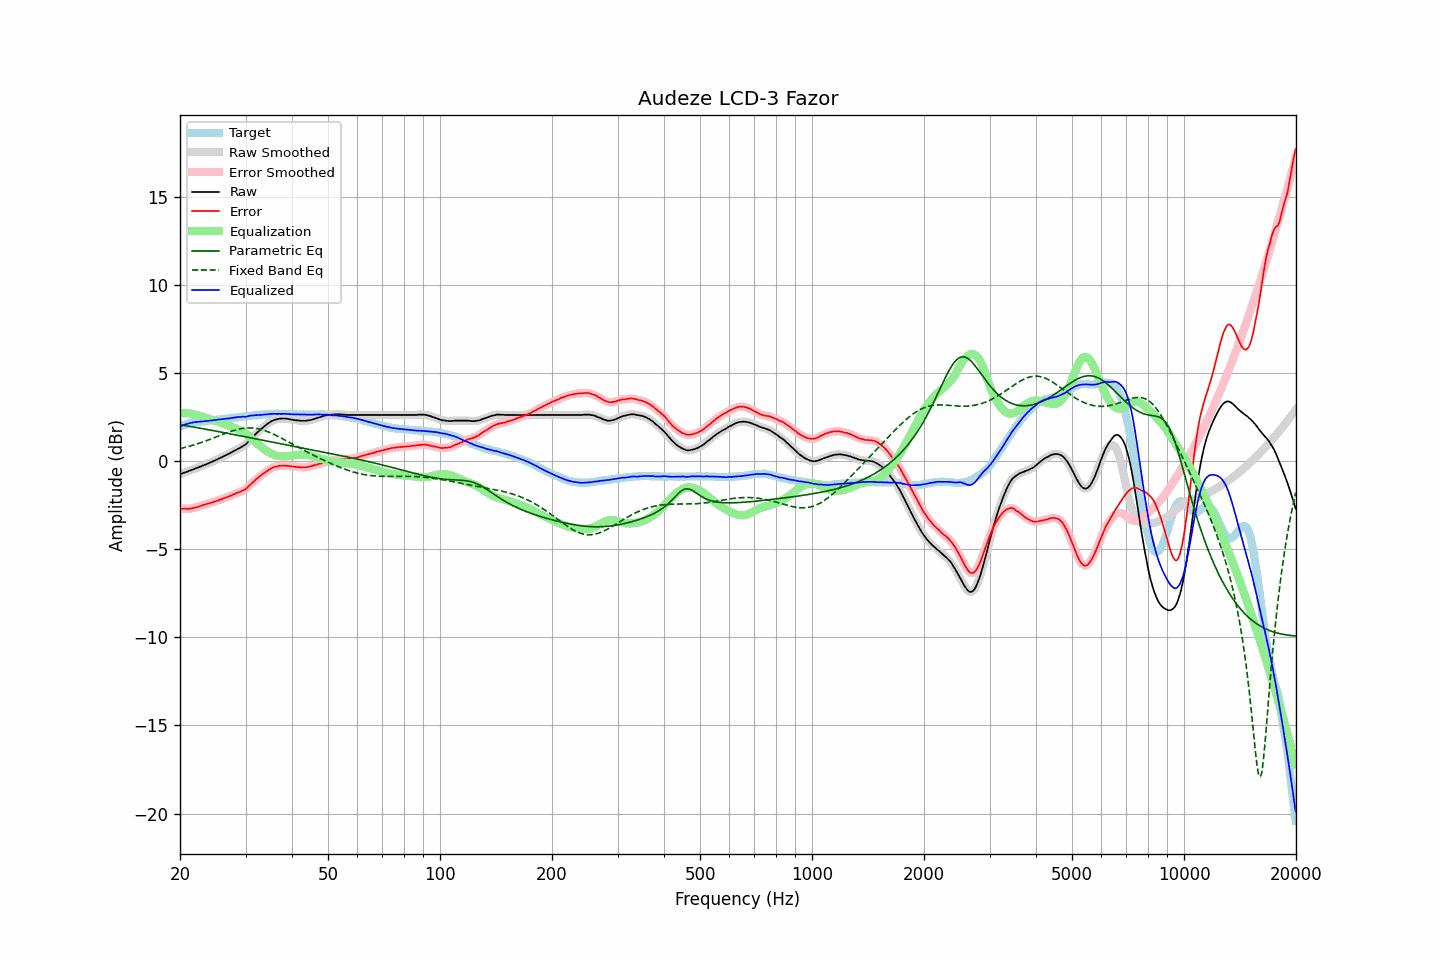 Audeze LCD-3 Fazor
Target
Raw Smoothed
Error Smoothed
Raw
Error
Equalization
Parametric Eq
Fixed Band Eq
Equalized
Amplitude (dBr)
15
10
5
0
−5
−10
−15
−20
20 50 100 200 500 1000 2000 5000 10000 20000
Frequency (Hz)